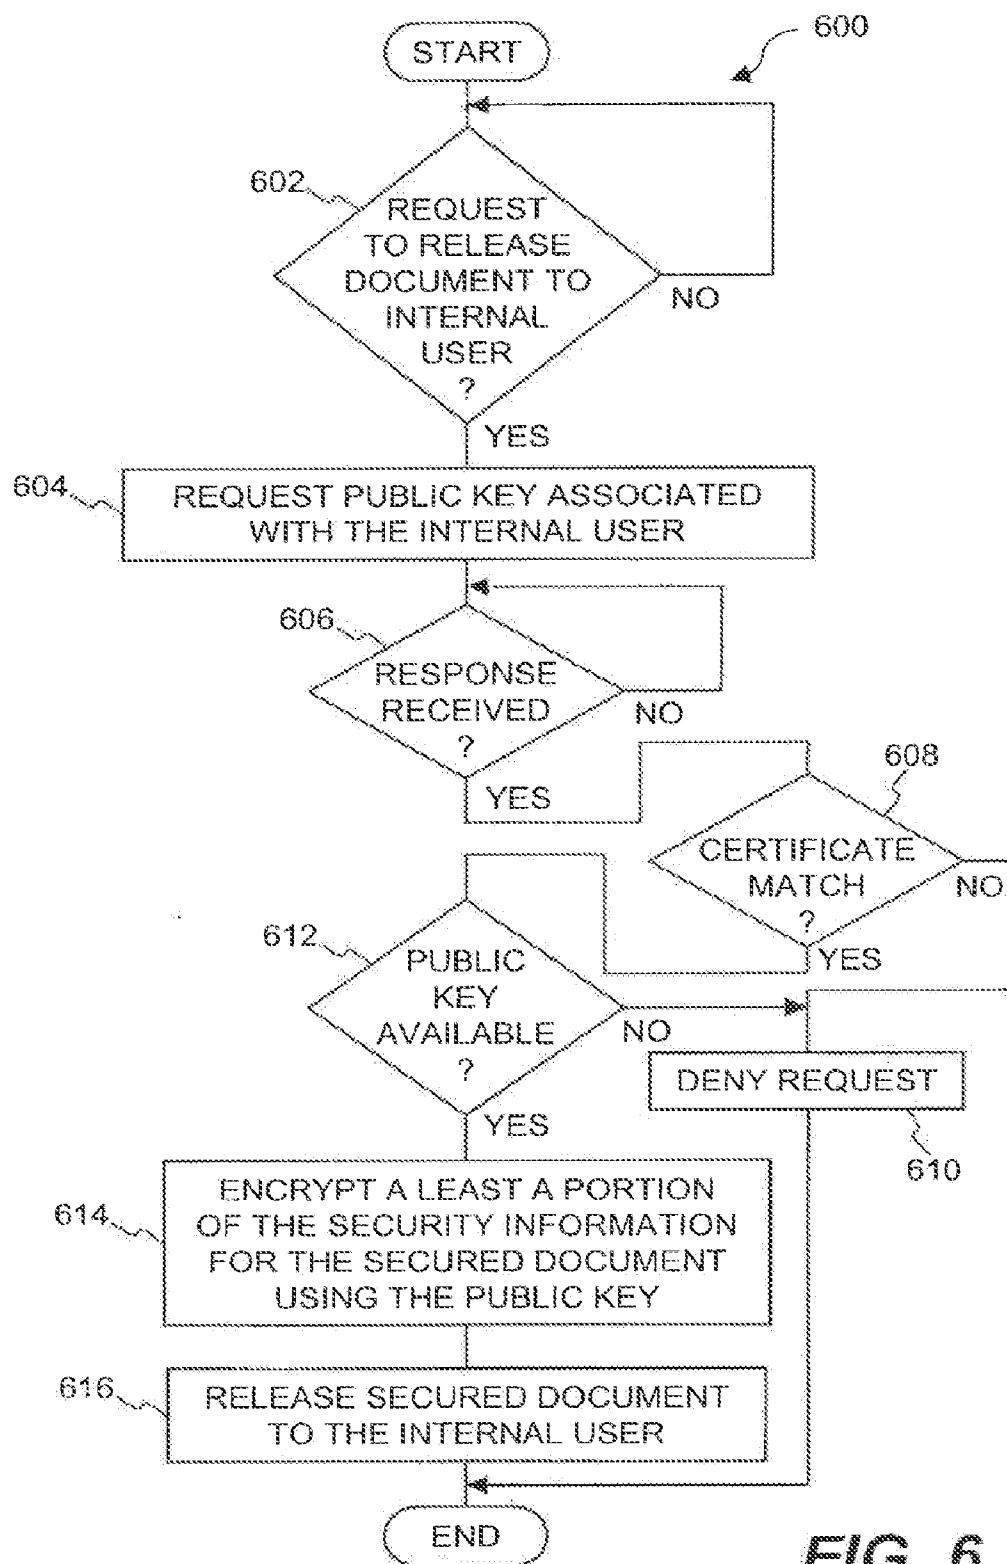 START
600
602
REQUEST
TO RELEASE
DOCUMENT TO
INTERNAL
USER
?
NO
YES
604
REQUEST PUBLIC KEY ASSOCIATED
WITH THE INTERNAL USER
606
RESPONSE
RECEIVED
?
NO
YES
608
CERTIFICATE
MATCH
?
NO
YES
612
PUBLIC
KEY
AVAILABLE
?
NO
YES
DENY REQUEST
610
614
ENCRYPT A LEAST A PORTION
OF THE SECURITY INFORMATION
FOR THE SECURED DOCUMENT
USING THE PUBLIC KEY
616
RELEASE SECURED DOCUMENT
TO THE INTERNAL USER
END
FIG. 6